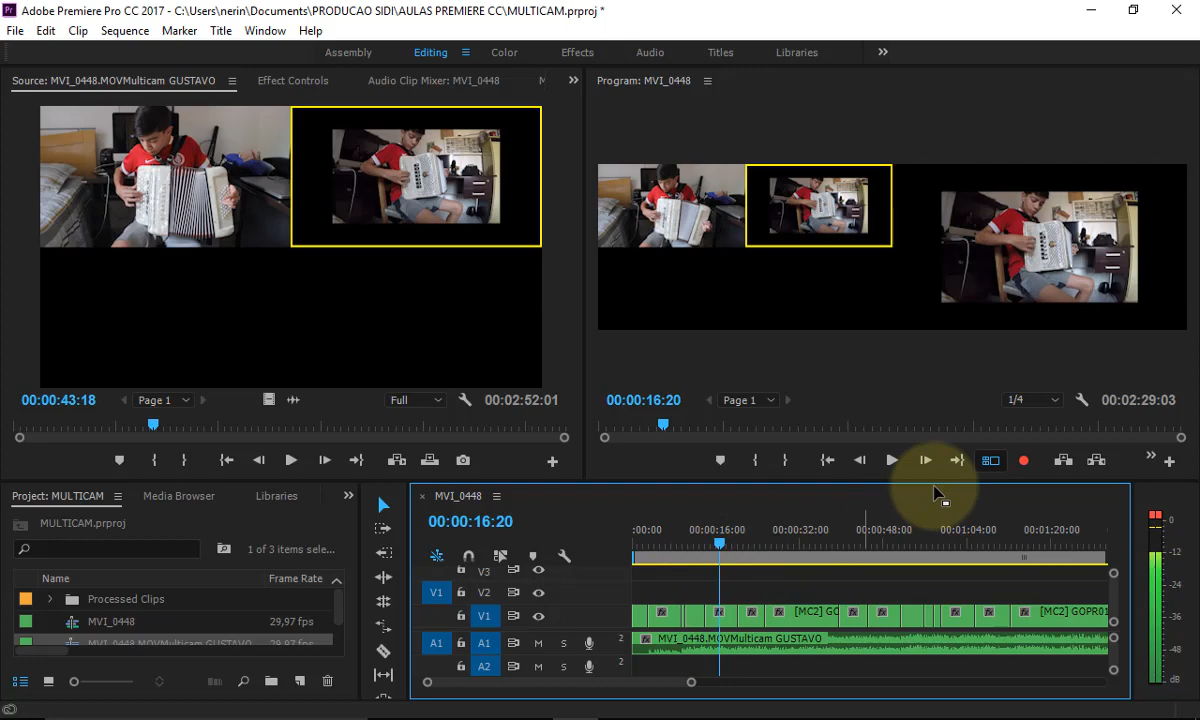 Pr Adobe Premiere Pro CC 2017 - C:\Users\nerin\Documents\PRODUCAO SIDI\AULAS PREMIERE CC\MULTICAM.prproj *
File Edit Clip Sequence Marker Title Window Help
Assembly Editing Color Effects Audio Titles Libraries
Source: MVI_0448.MOVMulticam GUSTAVO Effect Controls Audio Clip Mixer: MVI_0448 M
Program: MVI_0448
00:00:43:18 Page 1 Full 00:02:52:01
00:00:16:20 Page 1 1/4 00:02:29:03
Project: MULTICAM Media Browser Libraries
MULTICAM.prproj
1 of 3 items sele...
Name Frame Rate
Processed Clips
MVI_0448 29,97 fps
MVI_0448.MOVMulticam GUSTAVO 29,97 fps
× MVI_0448
00:00:16:20
:00:00 00:00:16:00 00:00:32:00 00:00:48:00 00:01:04:00 00:01:20:00
V3
V1 V2
V1 [MC2] GO [MC2] GOPR01
A1 A1 M S 2 MVI_0448.MOVMulticam GUSTAVO
A2 M S 2
0
-12
-24
-36
-48
dB